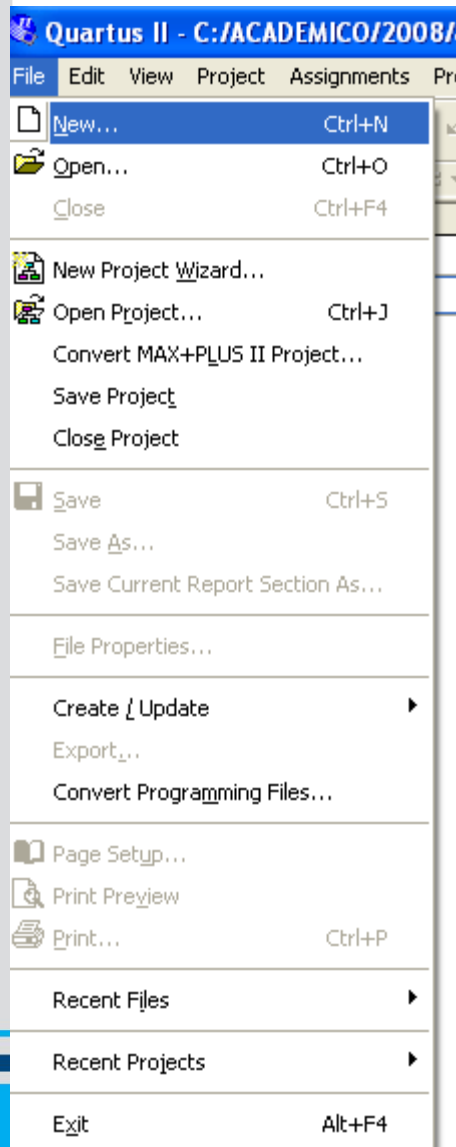 Quartus II - C:/ACADEMICO/2008/
File Edit View Project Assignments Pr
New... Ctrl+N
Open... Ctrl+O
Close Ctrl+F4
New Project Wizard...
Open Project... Ctrl+J
Convert MAX+PLUS II Project...
Save Project
Close Project
Save Ctrl+S
Save As...
Save Current Report Section As...
File Properties...
Create / Update
Export...
Convert Programming Files...
Page Setup...
Print Preview
Print... Ctrl+P
Recent Files
Recent Projects
Exit Alt+F4